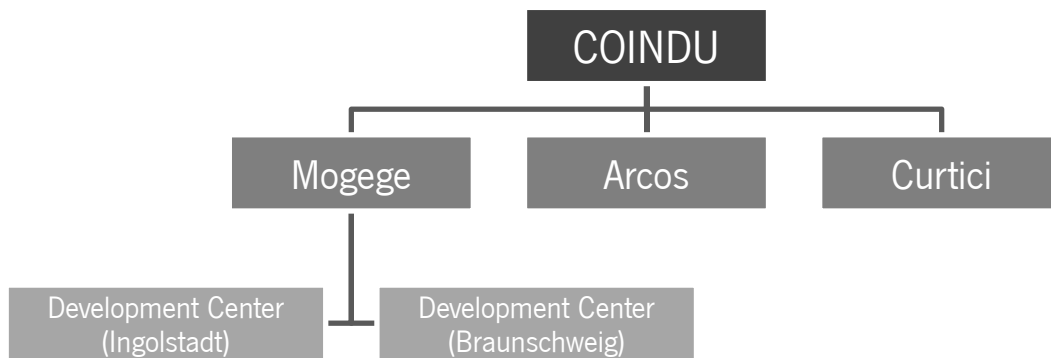 COINDU
Mogege
Arcos
Curtici
Development Center
(Ingolstadt)
Development Center
(Braunschweig)